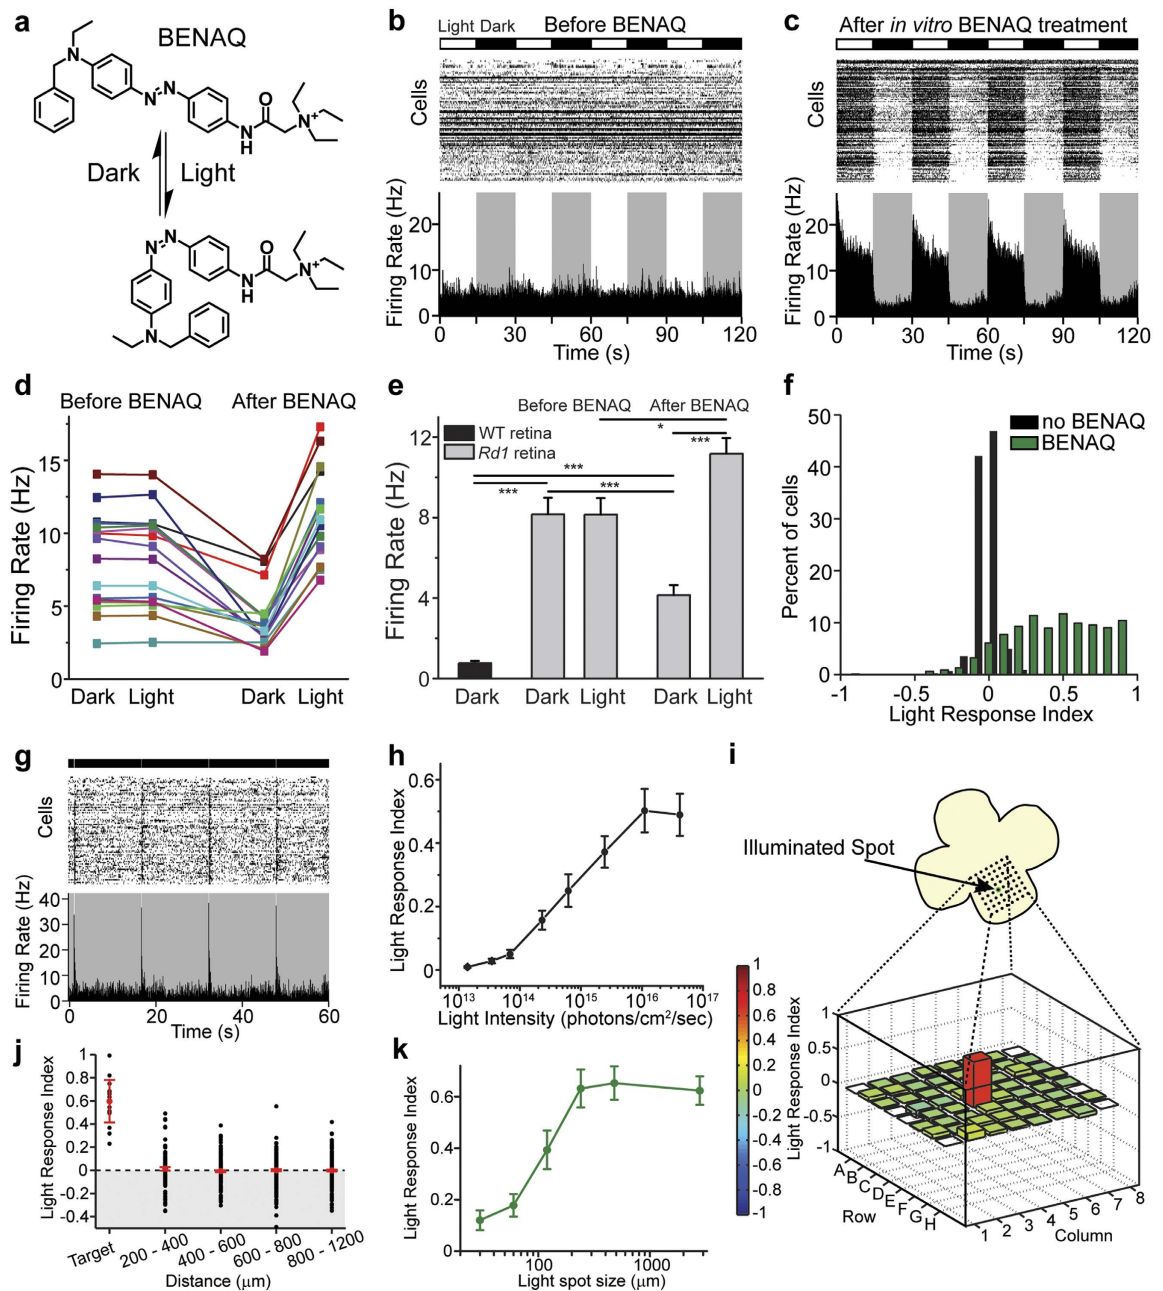 a
BENAQ
N
N
N
O
N
H
N+
Dark
Light
N
N
O
N
H
N+
N
b
Light Dark
Before BENAQ
Cells
Firing Rate (Hz)
20
10
0
0
30
60
90
120
Time (s)
c
After in vitro BENAQ treatment
Cells
Firing Rate (Hz)
20
10
0
0
30
60
90
120
Time (s)
d
Before BENAQ
After BENAQ
Firing Rate (Hz)
15
10
5
0
Dark
Light
Dark
Light
e
Before BENAQ
After BENAQ
WT retina
Rd1 retina
*
***
***
***
***
Firing Rate (Hz)
12
8
4
0
Dark
Dark
Light
Dark
Light
f
no BENAQ
BENAQ
Percent of cells
50
40
30
20
10
0
-1
-0.5
0
0.5
1
Light Response Index
g
Cells
Firing Rate (Hz)
40
30
20
10
0
0
20
40
60
Time (s)
h
Light Response Index
0.6
0.4
0.2
0
10¹³
10¹⁴
10¹⁵
10¹⁶
10¹⁷
Light Intensity (photons/cm²/sec)
i
Illuminated Spot
1
0.8
0.6
0.4
0.2
0
-0.2
-0.4
-0.6
-0.8
-1
Light Response Index
1
0.5
0
-0.5
-1
A
B
C
D
E
F
G
H
Row
1
2
3
4
5
6
7
8
Column
j
Light Response Index
1
0.8
0.6
0.4
0.2
0
-0.2
-0.4
Target
200 - 400
400 - 600
600 - 800
800 - 1200
Distance (µm)
k
Light Response Index
0.6
0.4
0.2
0
100
1000
Light spot size (µm)